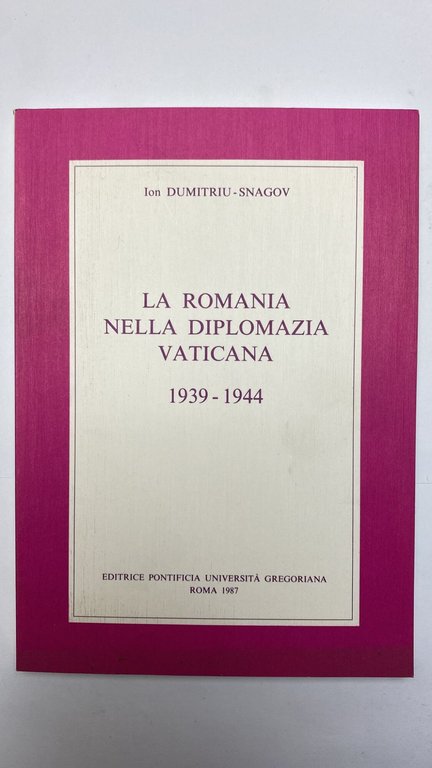 Ion DUMITRIU-SNAGOV
LA ROMANIA
NELLA DIPLOMAZIA
VATICANA
1939-1944
EDITRICE PONTIFICIA UNIVERSITÀ GREGORIANA
ROMA 1987